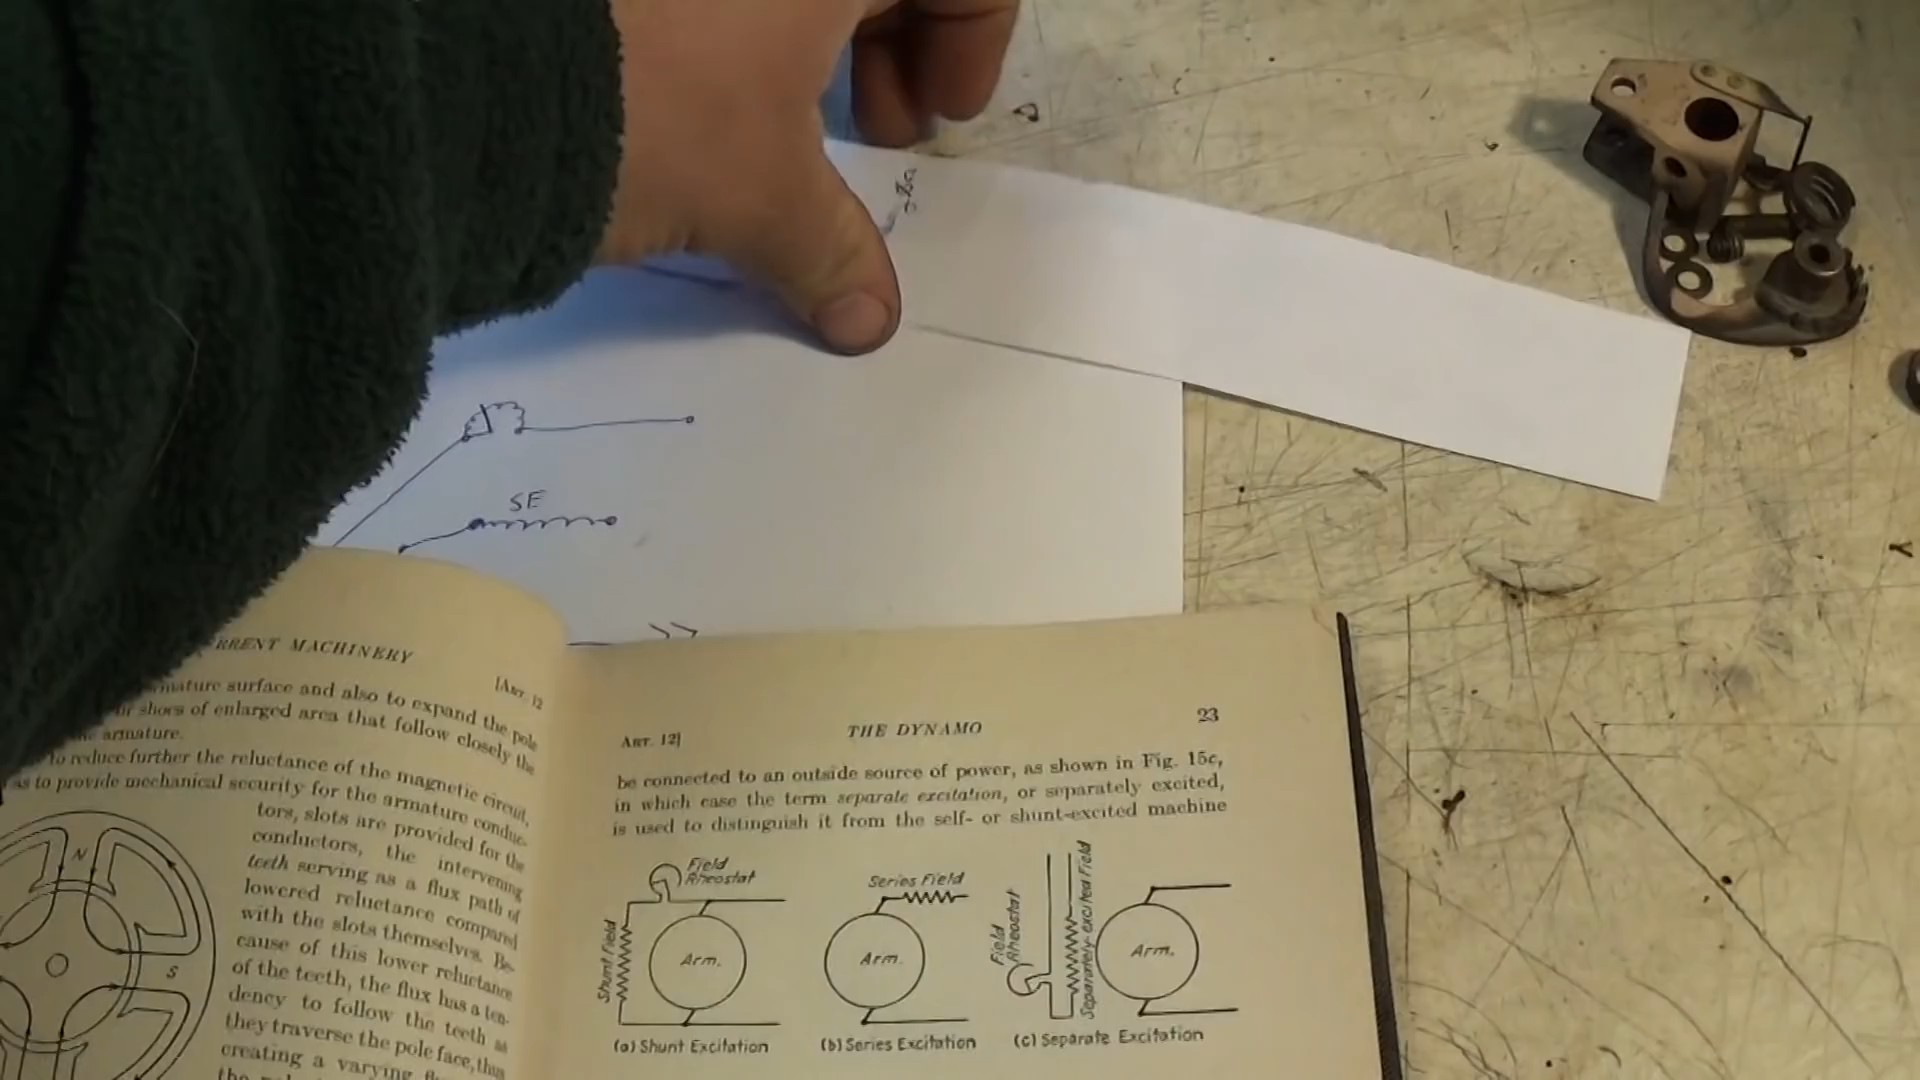 SE
RRENT MACHINERY
[ART. 12
surface and also to expand the pole
shoes of enlarged area that follow closely the
armature.
to reduce further the reluctance of the magnetic circuit,
as to provide mechanical security for the armature conduc-
tors, slots are provided for the
conductors, the intervening
teeth serving as a flux path of
lowered reluctance compared
with the slots themselves. Be-
cause of this lower reluctance
of the teeth, the flux has a ten-
dency to follow the teeth as
they traverse the pole face, thus
creating a varying
N
S
ART. 12]
THE DYNAMO
23
be connected to an outside source of power, as shown in Fig. 15c,
in which case the term separate excitation, or separately excited,
is used to distinguish it from the self- or shunt-excited machine
Field
Rheostat
Shunt Field
Arm.
(a) Shunt Excitation
Series Field
Arm.
(b) Series Excitation
Field
Rheostat
Separately-excited Field
Arm.
(c) Separate Excitation